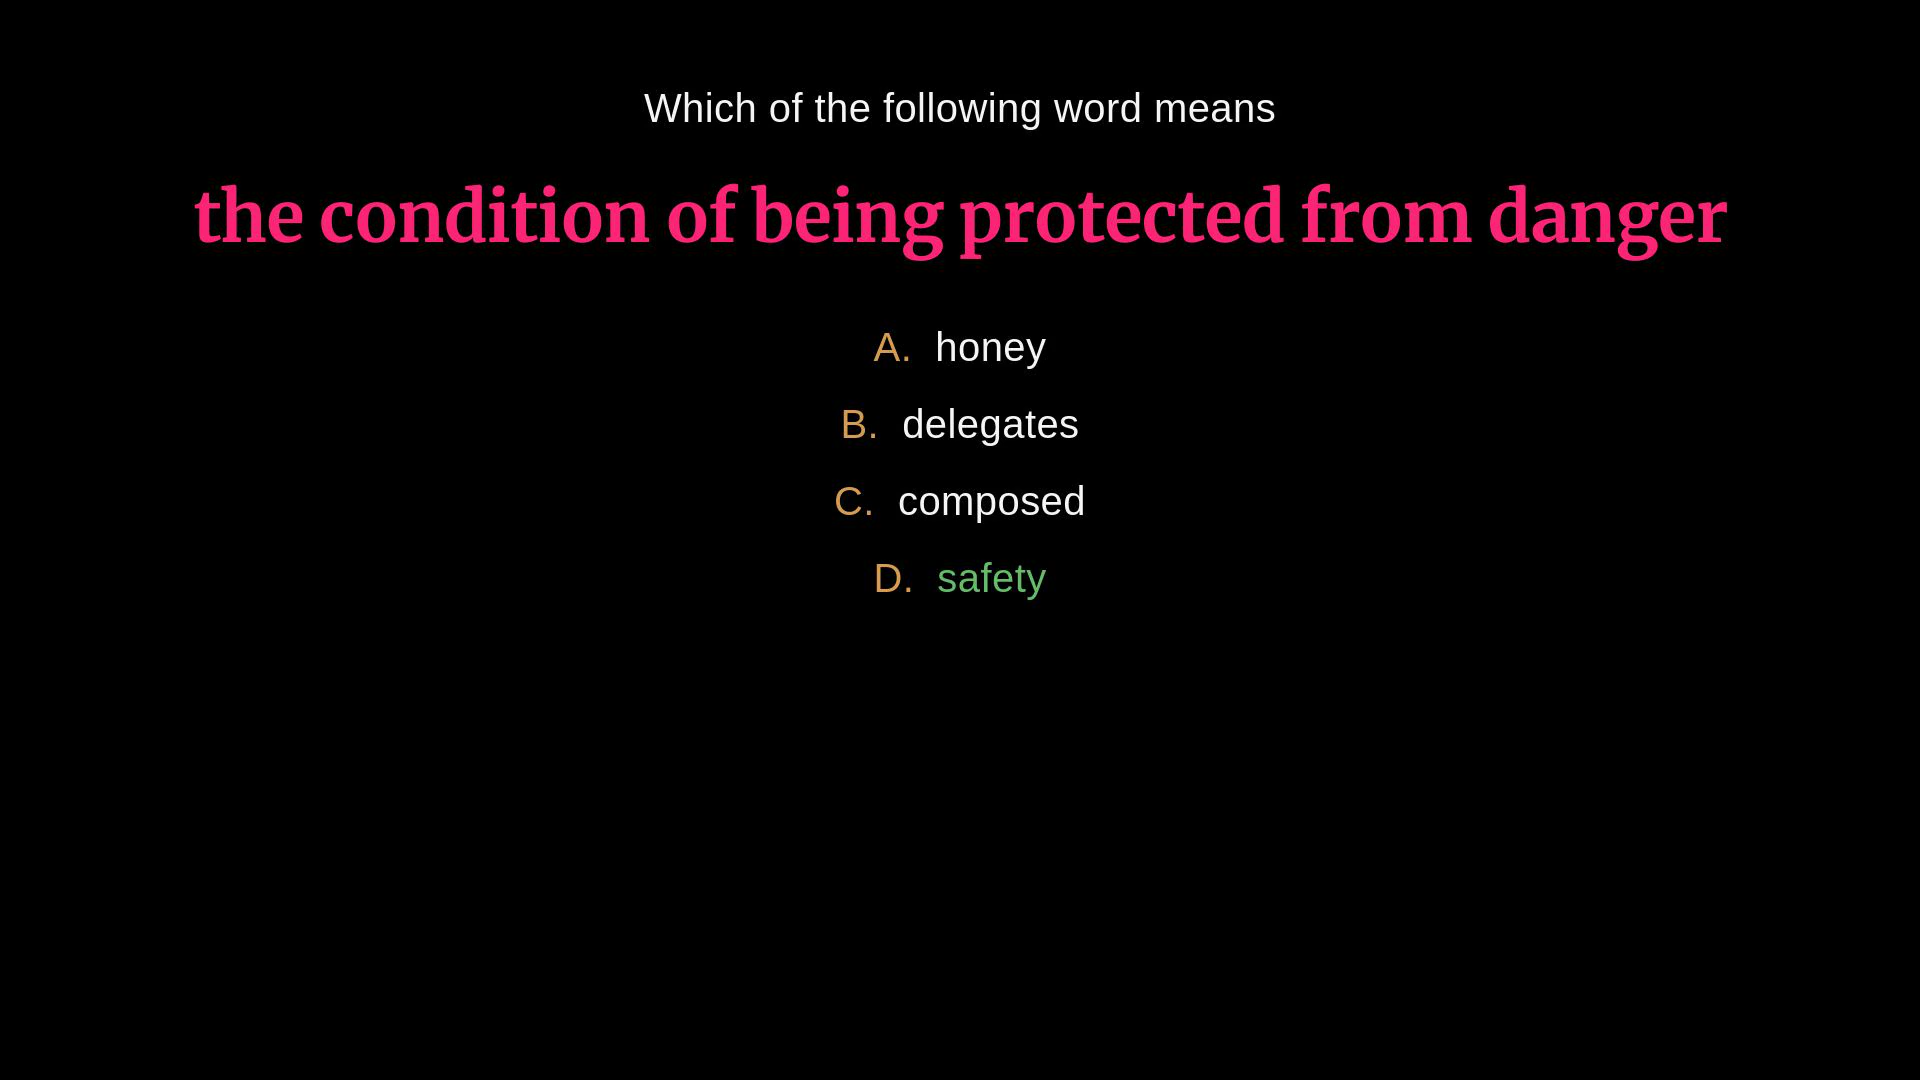 Which of the following word means
the condition of being protected from danger
A. honey
B. delegates
C. composed
D. safety